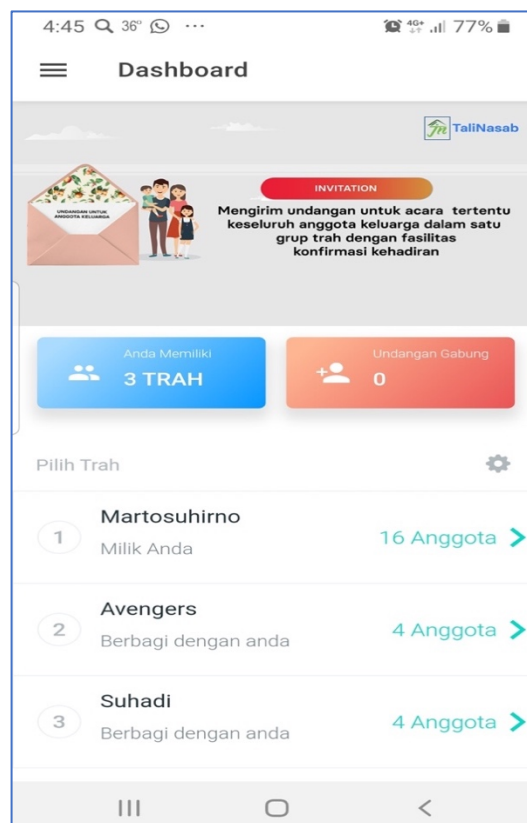 4:45 36° ... 4G+ 77%
Dashboard
TaliNasab
UNDANGAN UNTUK
ANGGOTA KELUARGA
INVITATION
Mengirim undangan untuk acara tertentu
keseluruh anggota keluarga dalam satu
grup trah dengan fasilitas
konfirmasi kehadiran
Anda Memiliki
3 TRAH
Undangan Gabung
0
Pilih Trah
1
Martosuhirno
Milik Anda
16 Anggota
2
Avengers
Berbagi dengan anda
4 Anggota
3
Suhadi
Berbagi dengan anda
4 Anggota